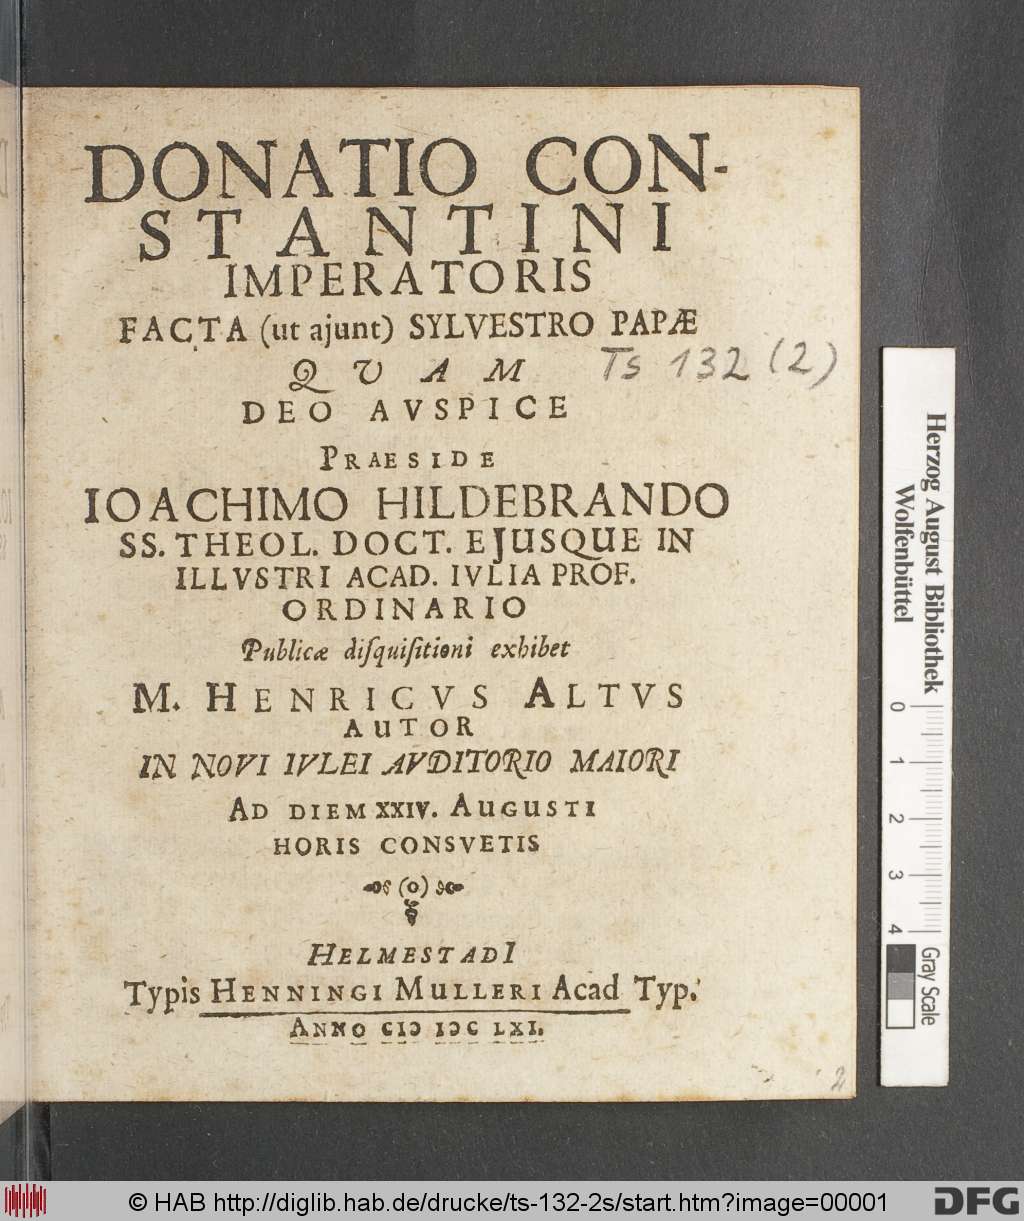 DONATIO CON-
STANTINI
IMPERATORIS
FACTA (ut ajunt) SYLVESTRO PAPÆ
QUAM
Ts 132 (2)
DEO AVSPICE
PRAESIDE
IOACHIMO HILDEBRANDO
SS. THEOL. DOCT. EJUSQUE IN
ILLVSTRI ACAD. IVLIA PROF.
ORDINARIO
Publicæ disquisitioni exhibet
M. HENRICVS ALTVS
AUTOR
IN NOVI IVLEI AVDITORIO MAIORI
AD DIEM XXIV. AUGUSTI
HORIS CONSVETIS
(o)
HELMESTADI
Typis HENNINGI MULLERI Acad Typ.
ANNO CIↃ IↃC LXI.
2
Herzog August Bibliothek
Wolfenbüttel
0
1
2
3
4
Gray Scale
© HAB http://diglib.hab.de/drucke/ts-132-2s/start.htm?image=00001
DFG